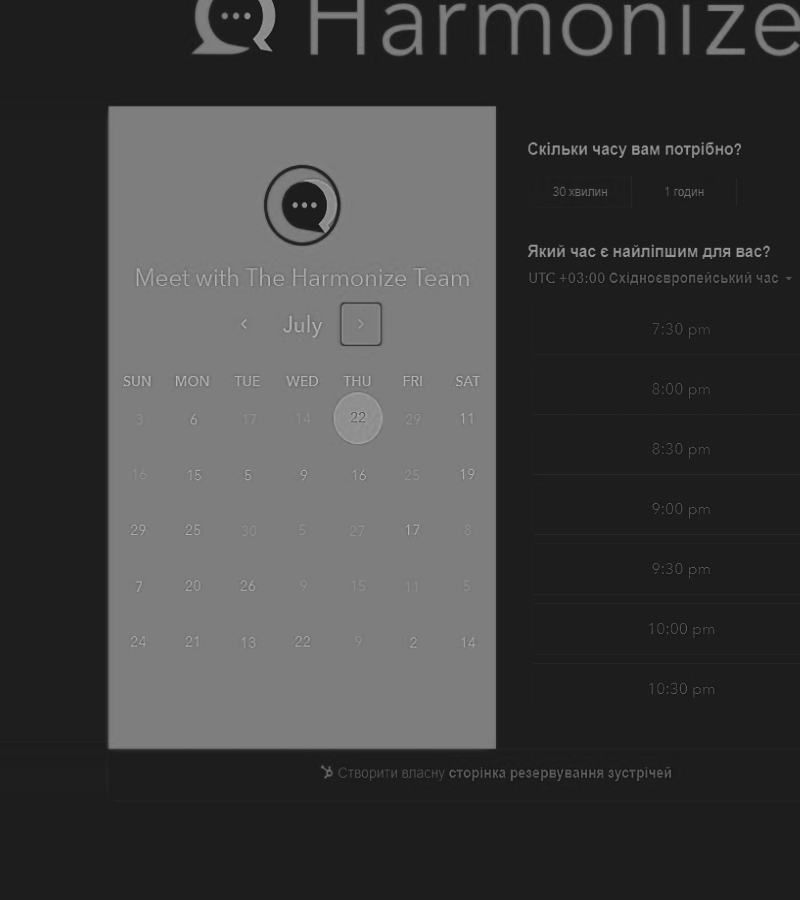 Harmonize
Meet with The Harmonize Team
July
SUN MON TUE WED THU FRI SAT
3 6 17 14 22 29 11
16 15 5 9 16 25 19
29 25 30 5 27 17 8
7 20 26 9 15 11 5
24 21 13 22 9 2 14
Скільки часу вам потрібно?
30 хвилин 1 годин
Який час є найліпшим для вас?
UTC +03:00 Східноєвропейський час
7:30 pm
8:00 pm
8:30 pm
9:00 pm
9:30 pm
10:00 pm
10:30 pm
Створити власну сторінка резервування зустрічей